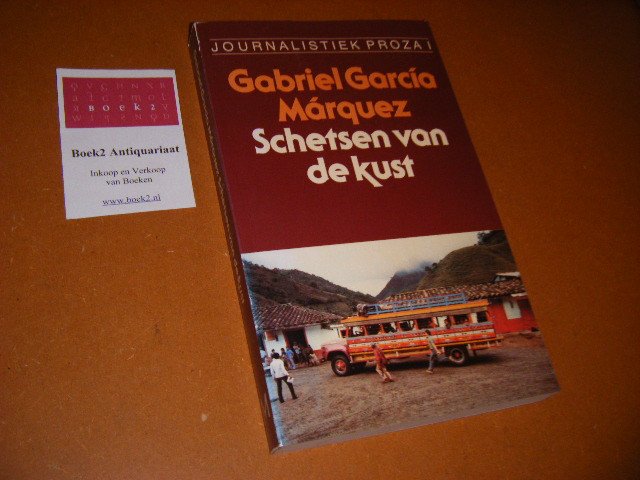 JOURNALISTIEK PROZA I
Gabriel García
Márquez
Schetsen van
de kust
BOEK2
Boek2 Antiquariaat
Inkoop en Verkoop
van Boeken
www.boek2.nl